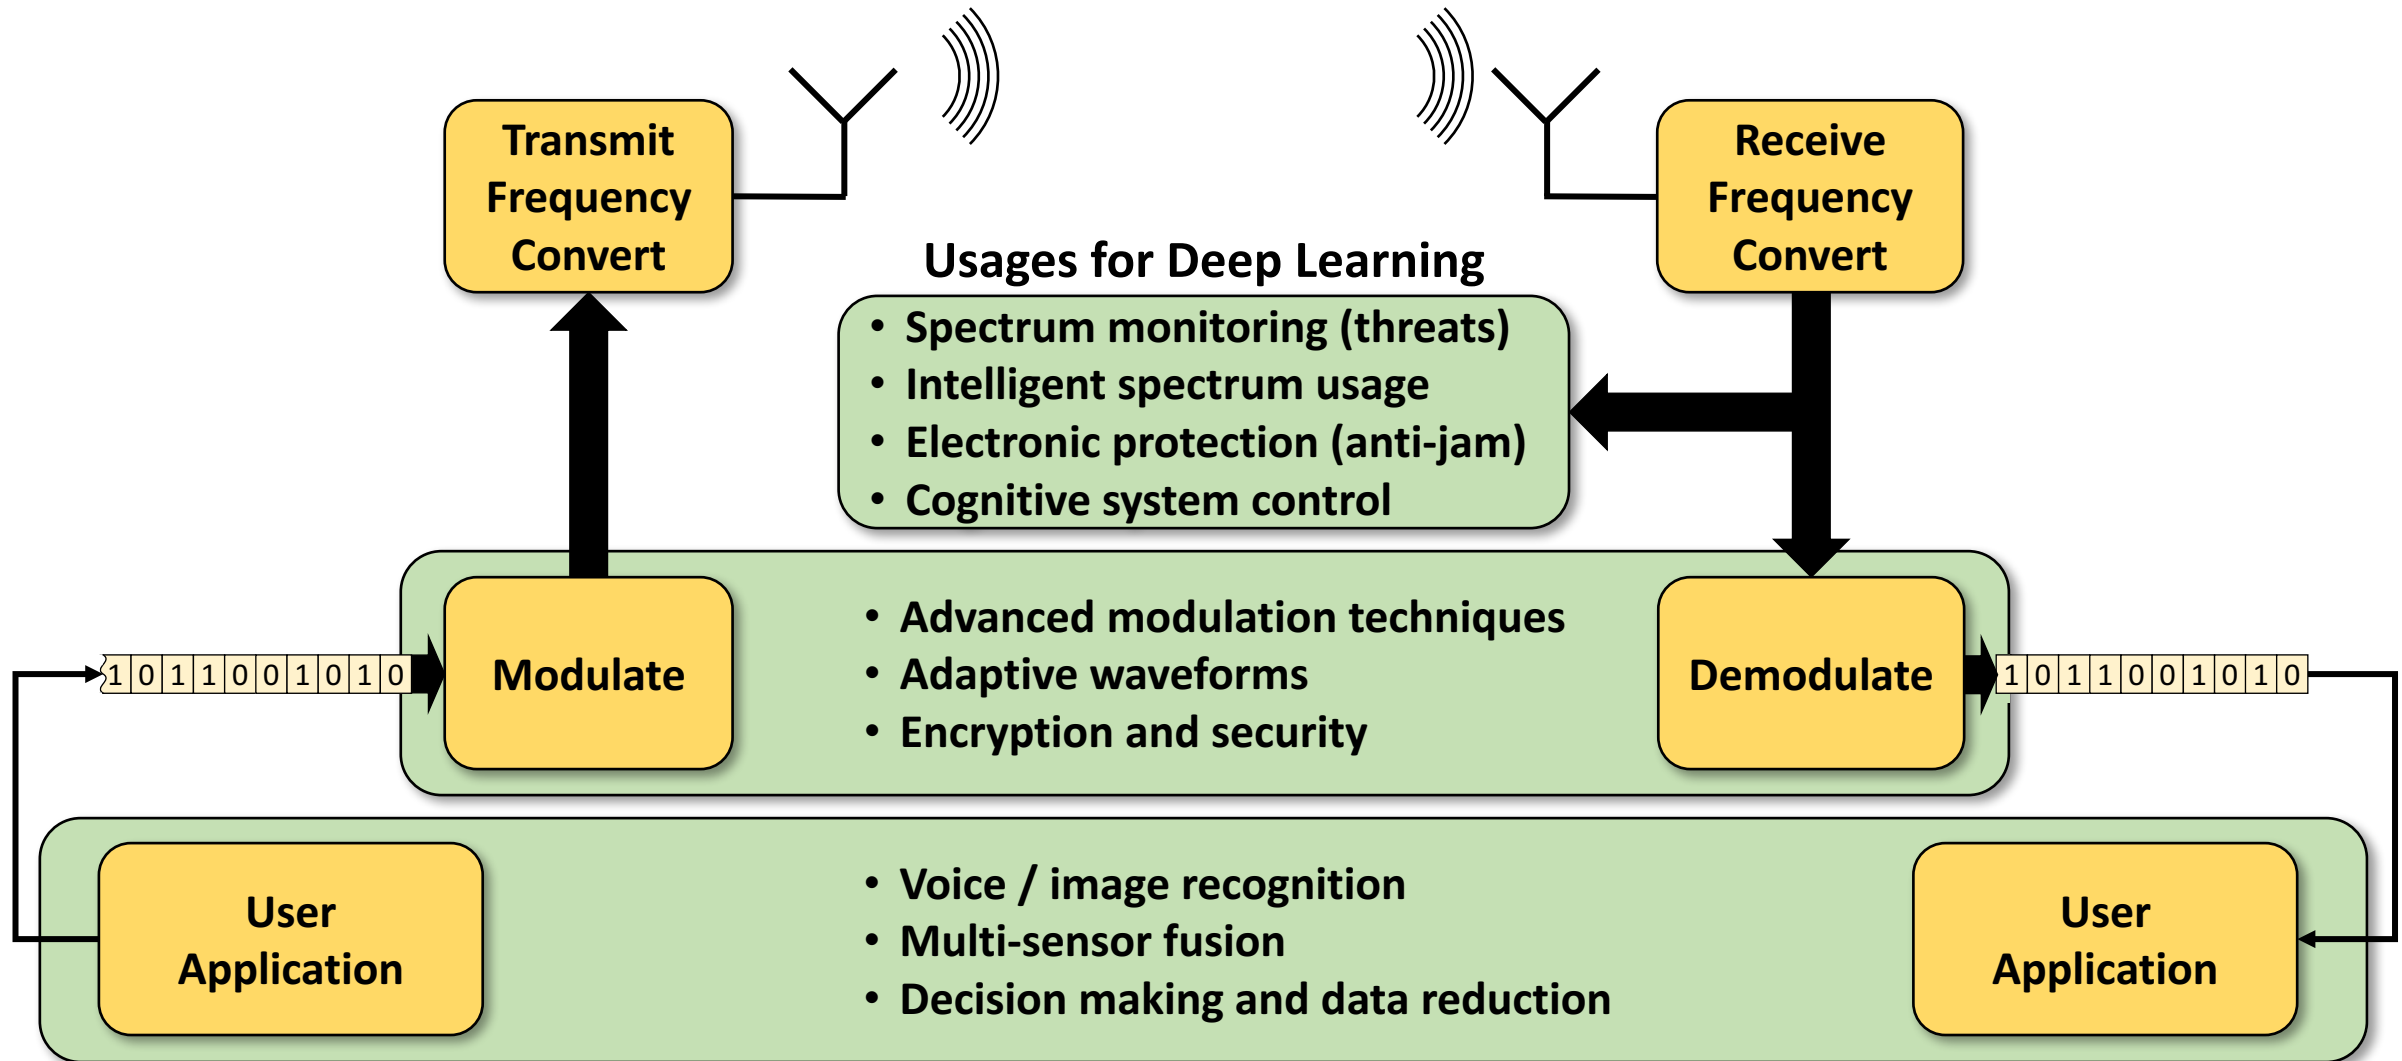 Transmit
Frequency
Convert
Receive
Frequency
Convert
Usages for Deep Learning
• Spectrum monitoring (threats)
• Intelligent spectrum usage
• Electronic protection (anti-jam)
• Cognitive system control
1 0 1 1 0 0 1 0 1 0
Modulate
• Advanced modulation techniques
• Adaptive waveforms
• Encryption and security
Demodulate
1 0 1 1 0 0 1 0 1 0
User
Application
• Voice / image recognition
• Multi-sensor fusion
• Decision making and data reduction
User
Application